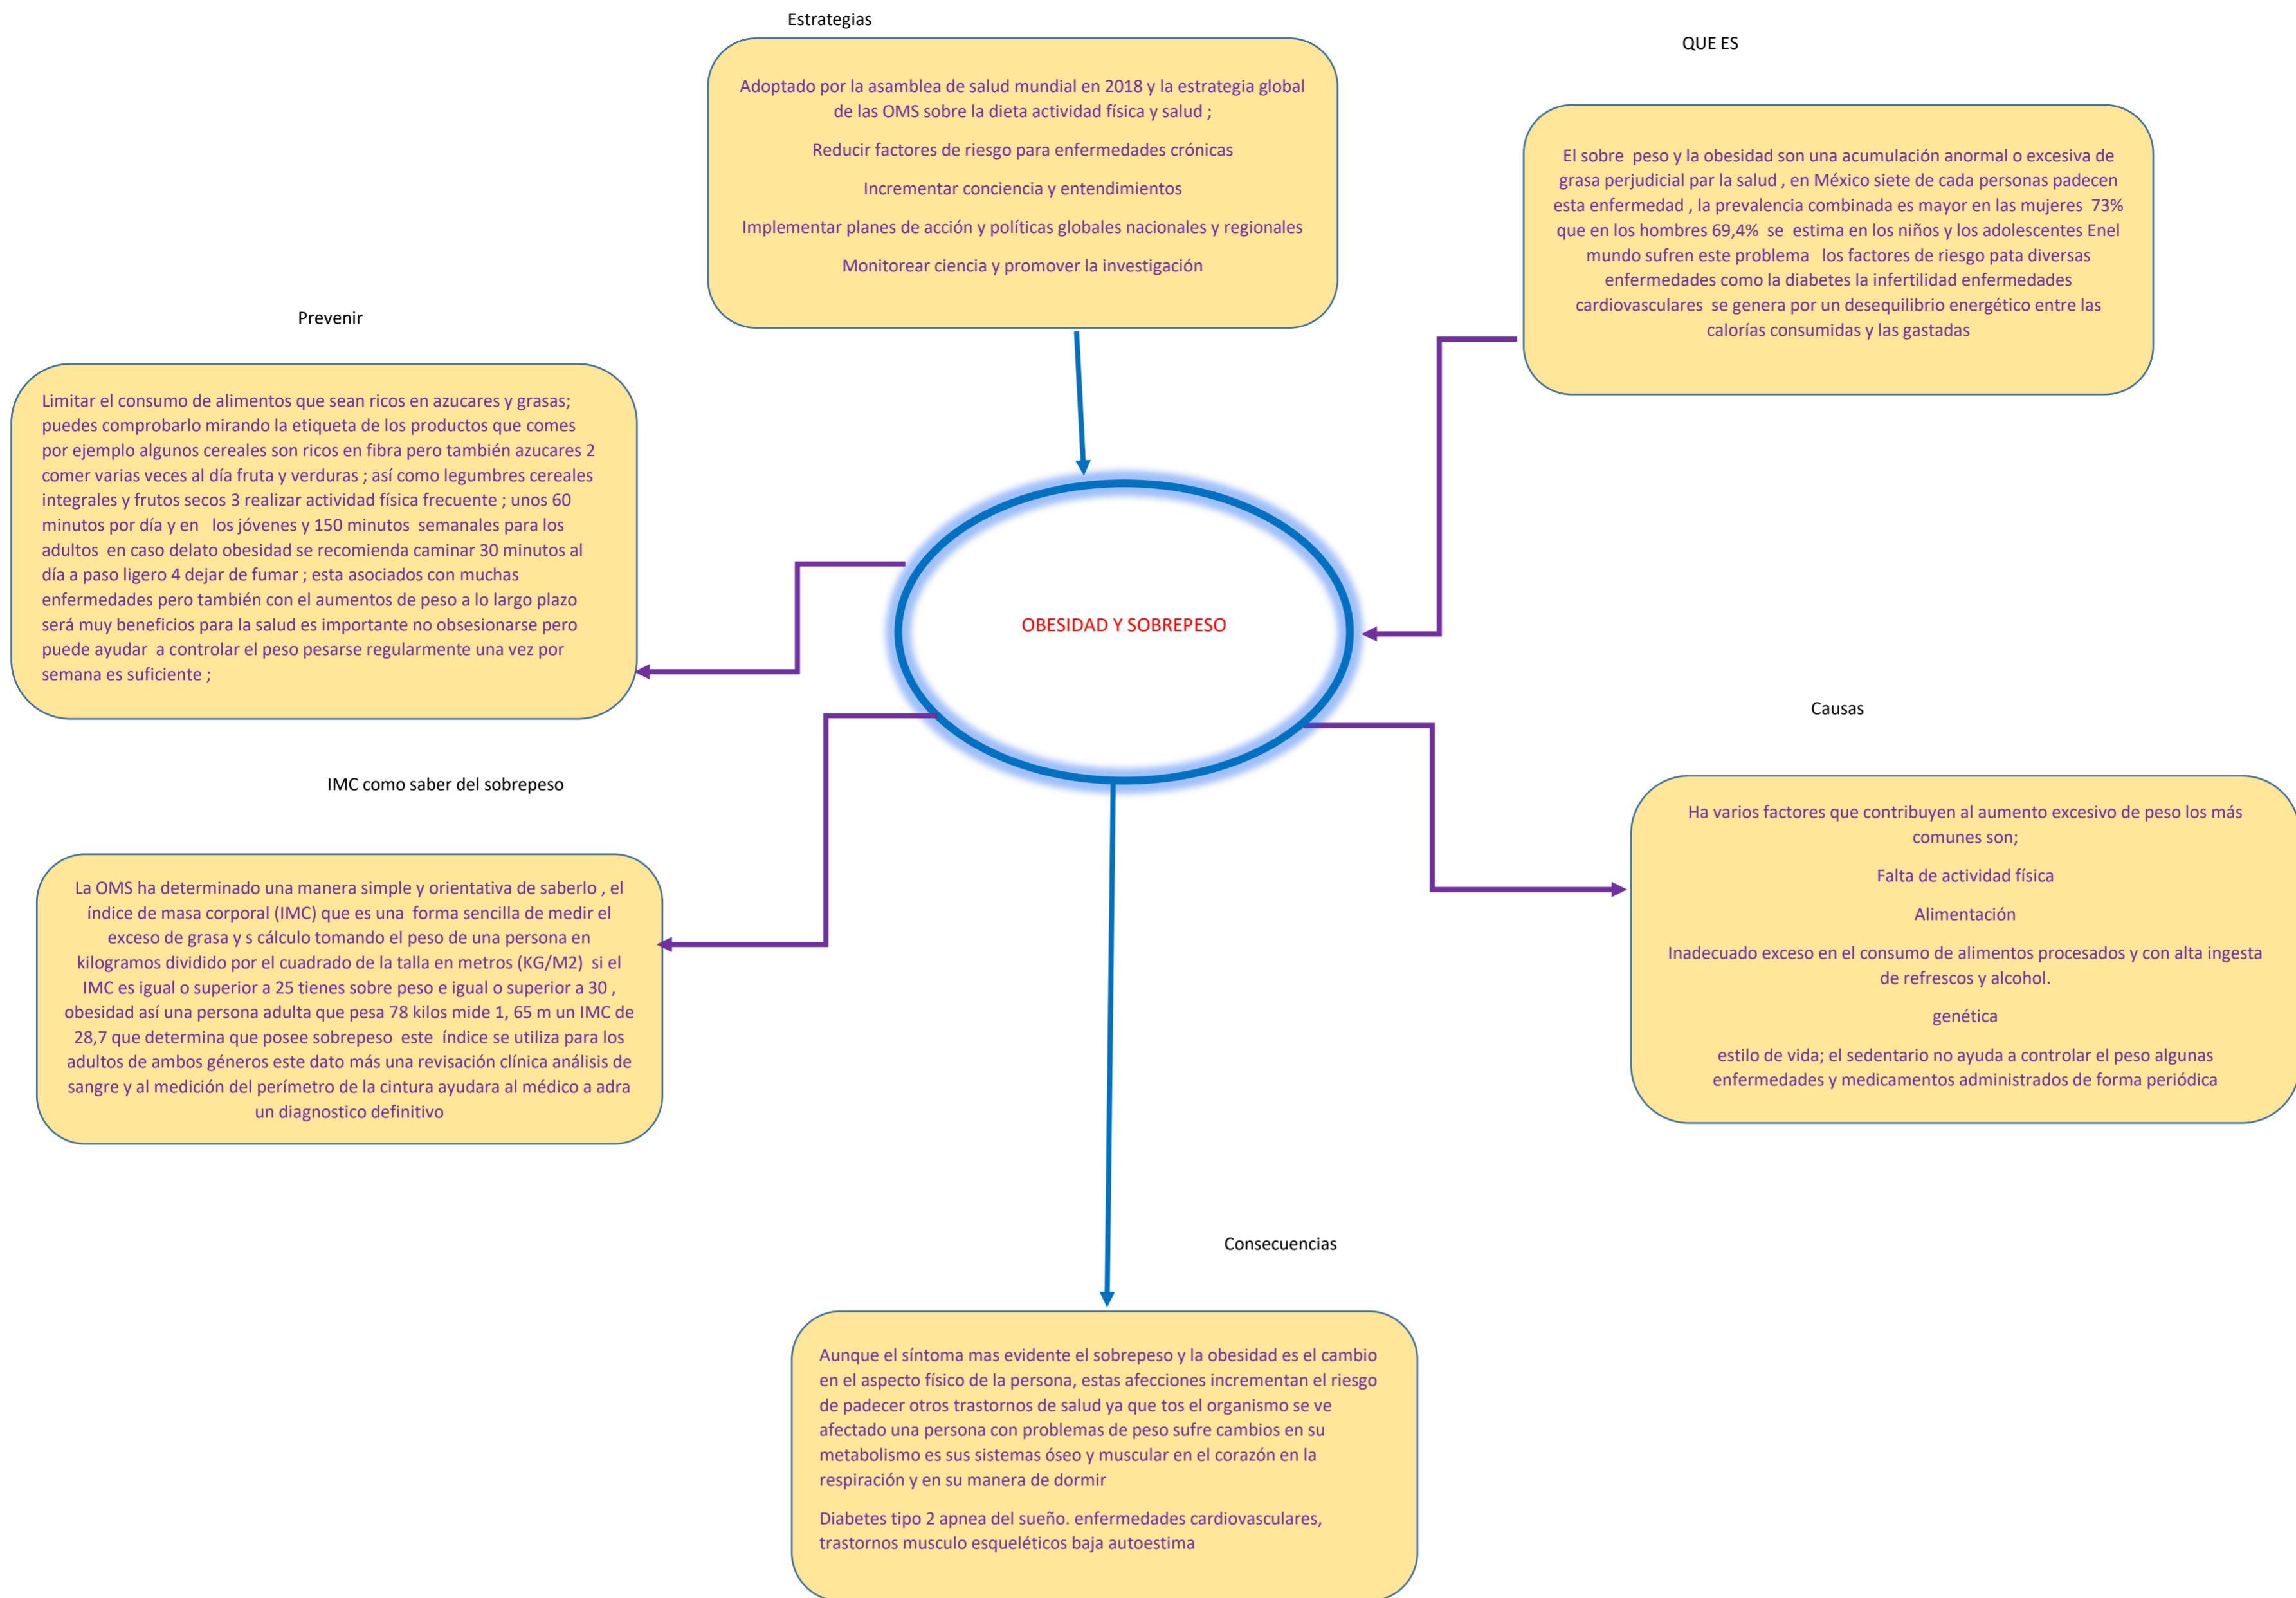 Estrategias
Adoptado por la asamblea de salud mundial en 2018 y la estrategia global
de las OMS sobre la dieta actividad física y salud ;
Reducir factores de riesgo para enfermedades crónicas
Incrementar conciencia y entendimientos
Implementar planes de acción y políticas globales nacionales y regionales
Monitorear ciencia y promover la investigación
QUE ES
El sobre peso y la obesidad son una acumulación anormal o excesiva de
grasa perjudicial par la salud , en México siete de cada personas padecen
esta enfermedad , la prevalencia combinada es mayor en las mujeres 73%
que en los hombres 69,4% se estima en los niños y los adolescentes Enel
mundo sufren este problema los factores de riesgo pata diversas
enfermedades como la diabetes la infertilidad enfermedades
cardiovasculares se genera por un desequilibrio energético entre las
calorías consumidas y las gastadas
Prevenir
Limitar el consumo de alimentos que sean ricos en azucares y grasas;
puedes comprobarlo mirando la etiqueta de los productos que comes
por ejemplo algunos cereales son ricos en fibra pero también azucares 2
comer varias veces al día fruta y verduras ; así como legumbres cereales
integrales y frutos secos 3 realizar actividad física frecuente ; unos 60
minutos por día y en los jóvenes y 150 minutos semanales para los
adultos en caso delato obesidad se recomienda caminar 30 minutos al
día a paso ligero 4 dejar de fumar ; esta asociados con muchas
enfermedades pero también con el aumentos de peso a lo largo plazo
será muy beneficios para la salud es importante no obsesionarse pero
puede ayudar a controlar el peso pesarse regularmente una vez por
semana es suficiente ;
OBESIDAD Y SOBREPESO
Causas
Ha varios factores que contribuyen al aumento excesivo de peso los más
comunes son;
Falta de actividad física
Alimentación
Inadecuado exceso en el consumo de alimentos procesados y con alta ingesta
de refrescos y alcohol.
genética
estilo de vida; el sedentario no ayuda a controlar el peso algunas
enfermedades y medicamentos administrados de forma periódica
IMC como saber del sobrepeso
La OMS ha determinado una manera simple y orientativa de saberlo , el
índice de masa corporal (IMC) que es una forma sencilla de medir el
exceso de grasa y s cálculo tomando el peso de una persona en
kilogramos dividido por el cuadrado de la talla en metros (KG/M2) si el
IMC es igual o superior a 25 tienes sobre peso e igual o superior a 30 ,
obesidad así una persona adulta que pesa 78 kilos mide 1, 65 m un IMC de
28,7 que determina que posee sobrepeso este índice se utiliza para los
adultos de ambos géneros este dato más una revisación clínica análisis de
sangre y al medición del perímetro de la cintura ayudara al médico a adra
un diagnostico definitivo
Consecuencias
Aunque el síntoma mas evidente el sobrepeso y la obesidad es el cambio
en el aspecto físico de la persona, estas afecciones incrementan el riesgo
de padecer otros trastornos de salud ya que tos el organismo se ve
afectado una persona con problemas de peso sufre cambios en su
metabolismo es sus sistemas óseo y muscular en el corazón en la
respiración y en su manera de dormir
Diabetes tipo 2 apnea del sueño. enfermedades cardiovasculares,
trastornos musculo esqueléticos baja autoestima